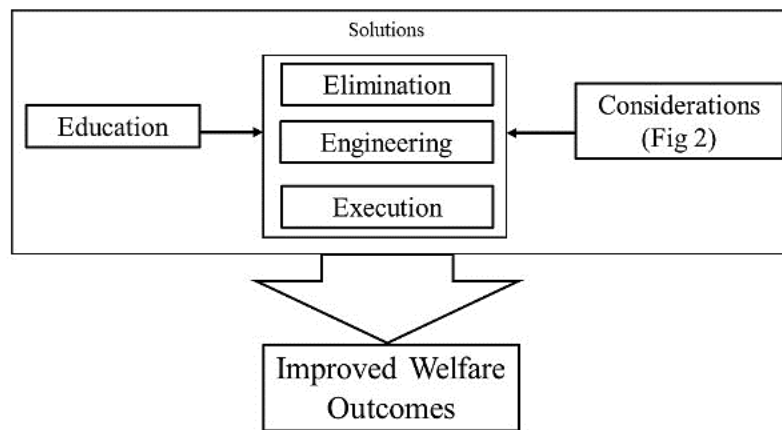 Solutions
Elimination
Education
Engineering
Execution
Considerations
(Fig 2)
Improved Welfare
Outcomes